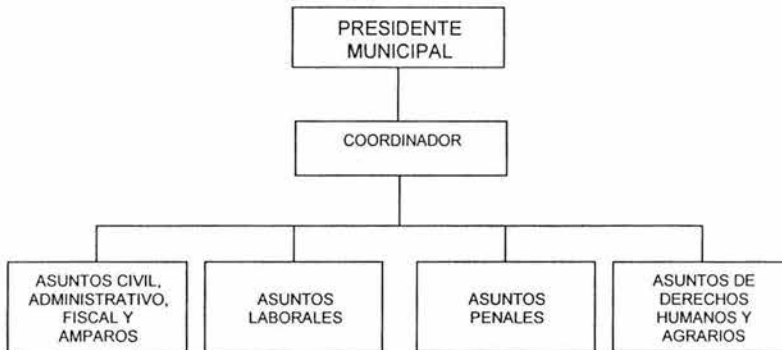 PRESIDENTE
MUNICIPAL
COORDINADOR
ASUNTOS CIVIL,
ADMINISTRATIVO,
FISCAL Y
AMPAROS
ASUNTOS
LABORALES
ASUNTOS
PENALES
ASUNTOS DE
DERECHOS
HUMANOS Y
AGRARIOS